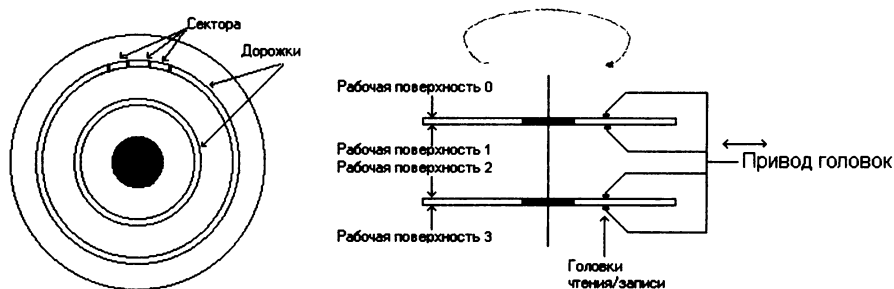 Сектора
Дорожки
Рабочая поверхность 0
Рабочая поверхность 1
Рабочая поверхность 2
Рабочая поверхность 3
Привод головок
Головки
чтения/записи